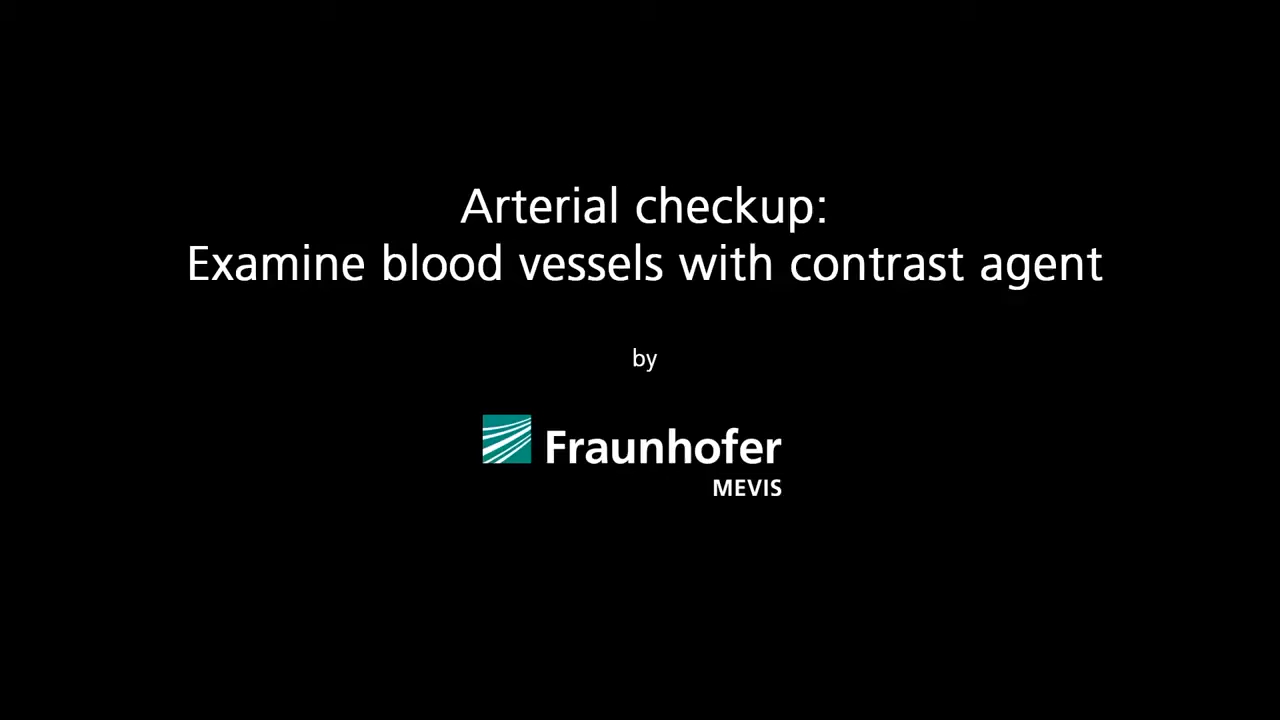 Arterial checkup:
Examine blood vessels with contrast agent
by
Fraunhofer
MEVIS